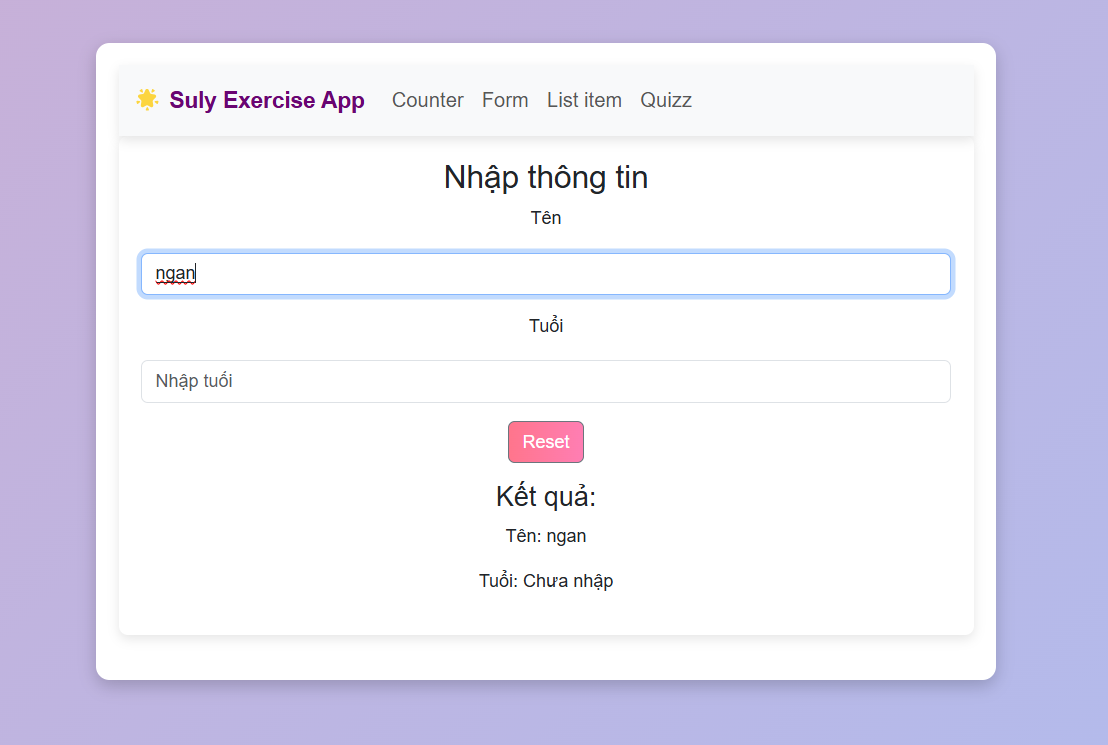 🌟 Suly Exercise App Counter Form List item Quizz
Nhập thông tin
Tên
ngan
Tuổi
Nhập tuổi
Reset
Kết quả:
Tên: ngan
Tuổi: Chưa nhập